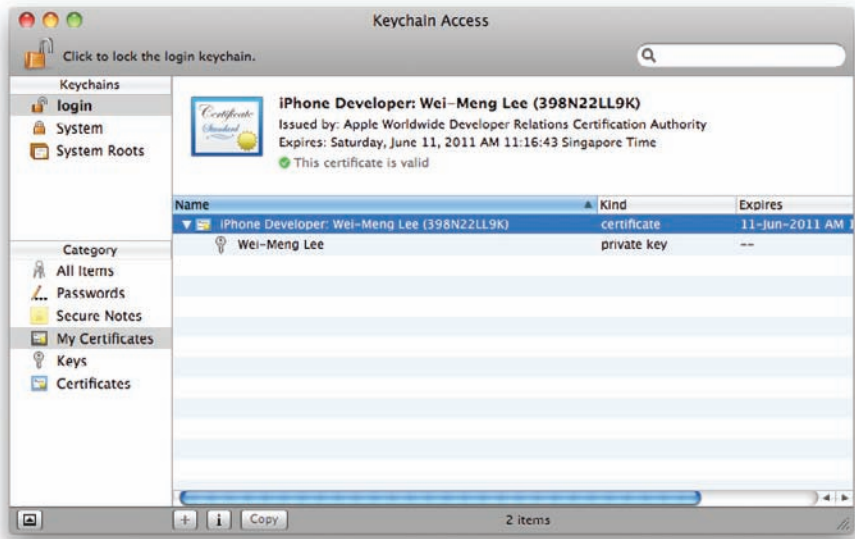 Keychain Access
Click to lock the login keychain.
Keychains
login
System
System Roots
Category
All Items
Passwords
Secure Notes
My Certificates
Keys
Certificates
Certificate
Standard
iPhone Developer: Wei-Meng Lee (398N22LL9K)
Issued by: Apple Worldwide Developer Relations Certification Authority
Expires: Saturday, June 11, 2011 AM 11:16:43 Singapore Time
This certificate is valid
Name Kind Expires
iPhone Developer: Wei-Meng Lee (398N22LL9K) certificate 11-Jun-2011 AM 1
Wei-Meng Lee private key --
+ i Copy 2 items